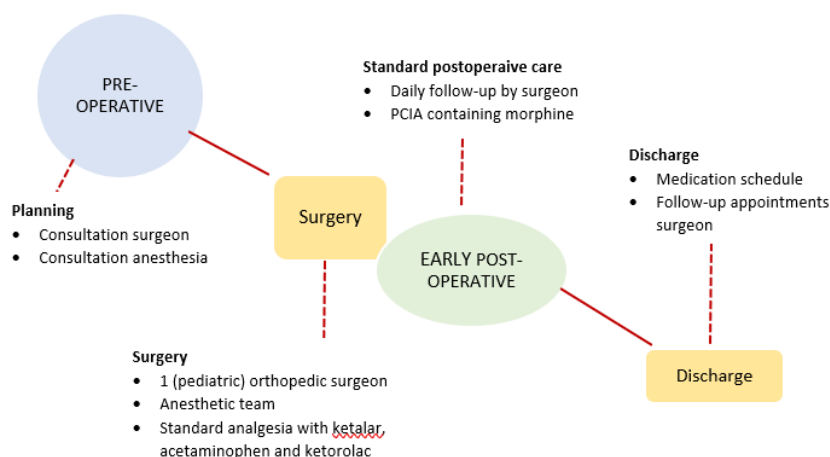 PRE-
OPERATIVE
Planning
• Consultation surgeon
• Consultation anesthesia
Surgery
Surgery
• 1 (pediatric) orthopedic surgeon
• Anesthetic team
• Standard analgesia with ketalar,
acetaminophen and ketorolac
Standard postoperaive care
• Daily follow-up by surgeon
• PCIA containing morphine
EARLY POST-
OPERATIVE
Discharge
• Medication schedule
• Follow-up appointments
surgeon
Discharge